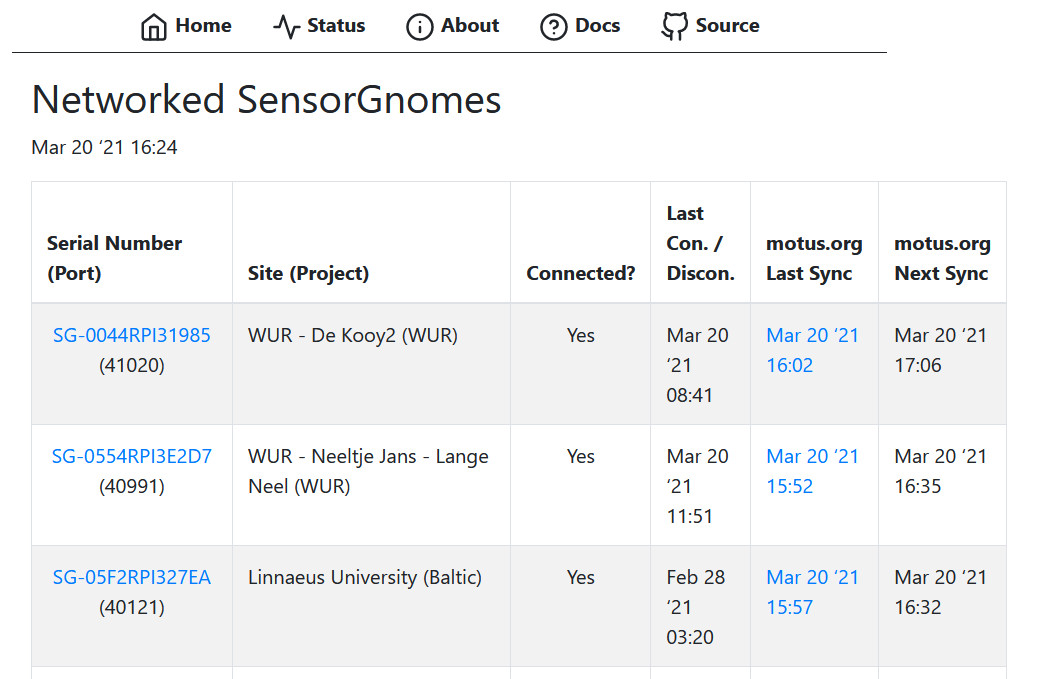 Home Status About Docs Source
Networked SensorGnomes
Mar 20 ‘21 16:24
Serial Number (Port)
Site (Project)
Connected?
Last Con. / Discon.
motus.org Last Sync
motus.org Next Sync
SG-0044RPI31985
(41020)
WUR - De Kooy2 (WUR)
Yes
Mar 20
‘21
08:41
Mar 20 ‘21
16:02
Mar 20 ‘21
17:06
SG-0554RPI3E2D7
(40991)
WUR - Neeltje Jans - Lange
Neel (WUR)
Yes
Mar 20
‘21
11:51
Mar 20 ‘21
15:52
Mar 20 ‘21
16:35
SG-05F2RPI327EA
(40121)
Linnaeus University (Baltic)
Yes
Feb 28
‘21
03:20
Mar 20 ‘21
15:57
Mar 20 ‘21
16:32